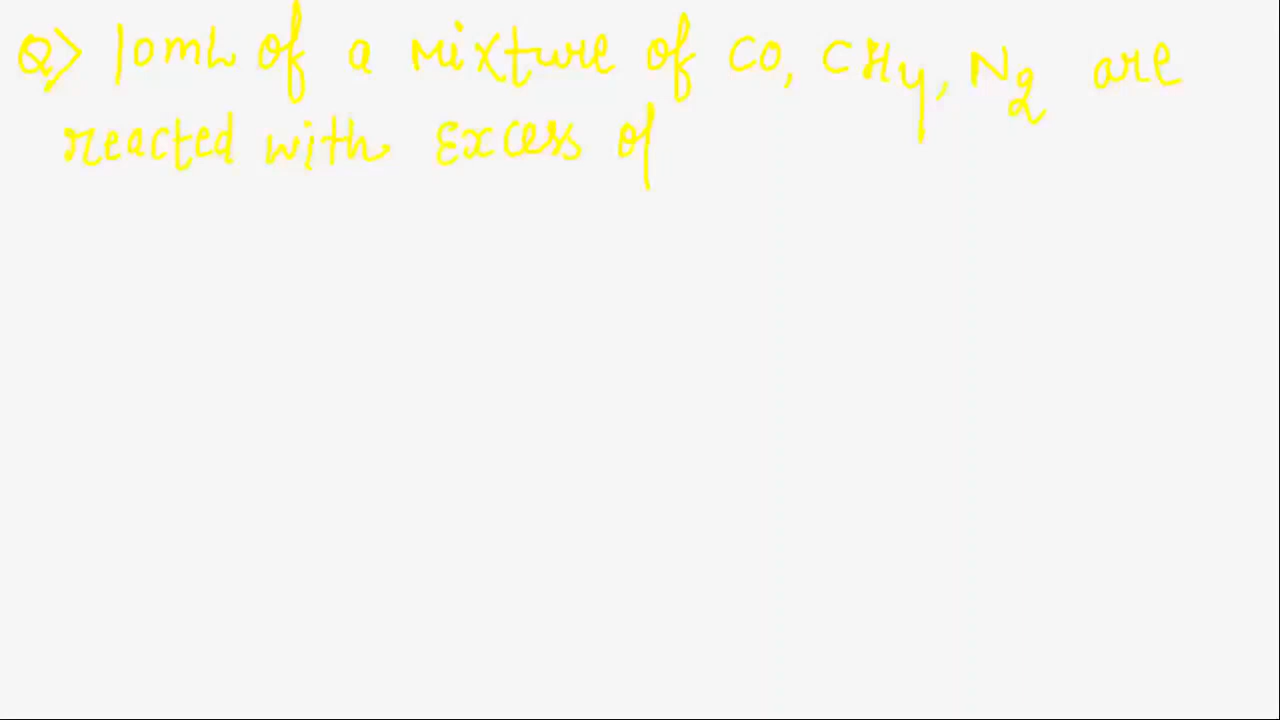 Q> 10mL of a mixture of CO, CH4, N2 are
reacted with excess of